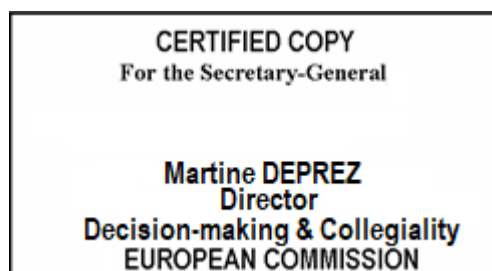 CERTIFIED COPY
For the Secretary-General
Martine DEPREZ
Director
Decision-making & Collegiality
EUROPEAN COMMISSION